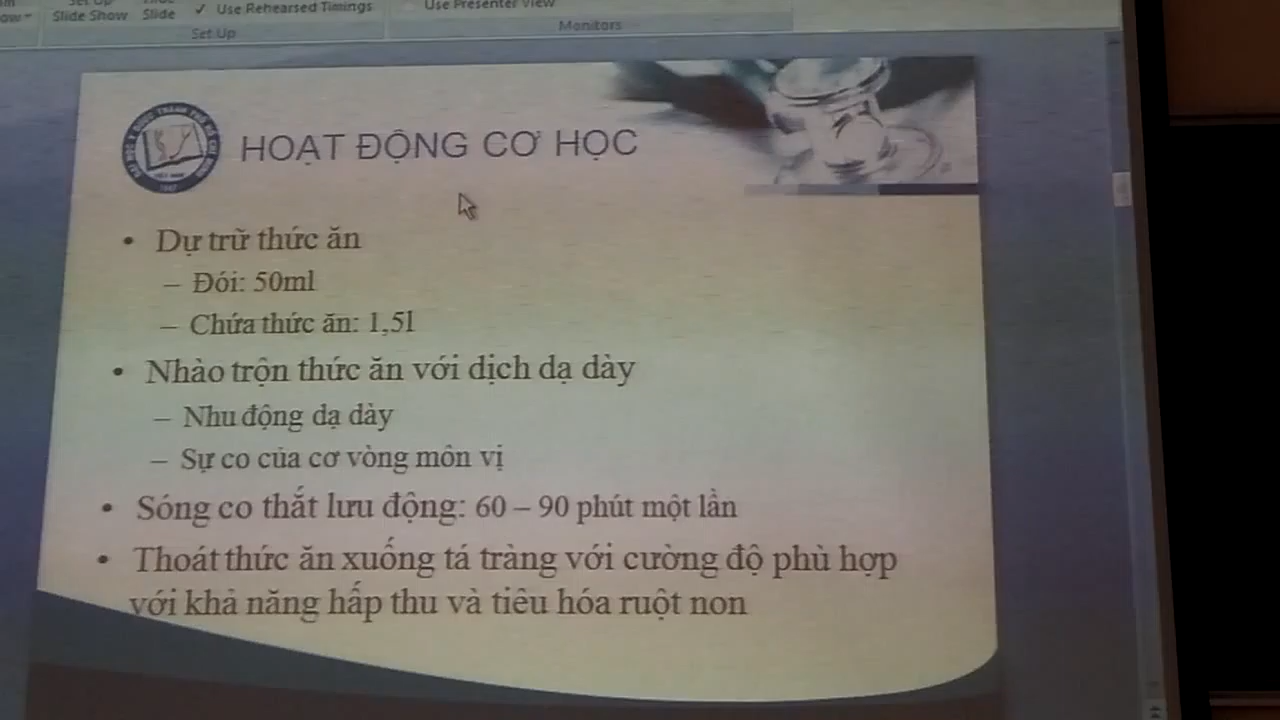 Slide Show
Slide
Use Rehearsed Timings
Use Presenter View
Set Up
Monitors
HOẠT ĐỘNG CƠ HỌC
• Dự trữ thức ăn
– Đói: 50ml
– Chứa thức ăn: 1,5l
• Nhào trộn thức ăn với dịch dạ dày
– Nhu động dạ dày
– Sự co của cơ vòng môn vị
• Sóng co thắt lưu động: 60 – 90 phút một lần
• Thoát thức ăn xuống tá tràng với cường độ phù hợp
với khả năng hấp thu và tiêu hóa ruột non